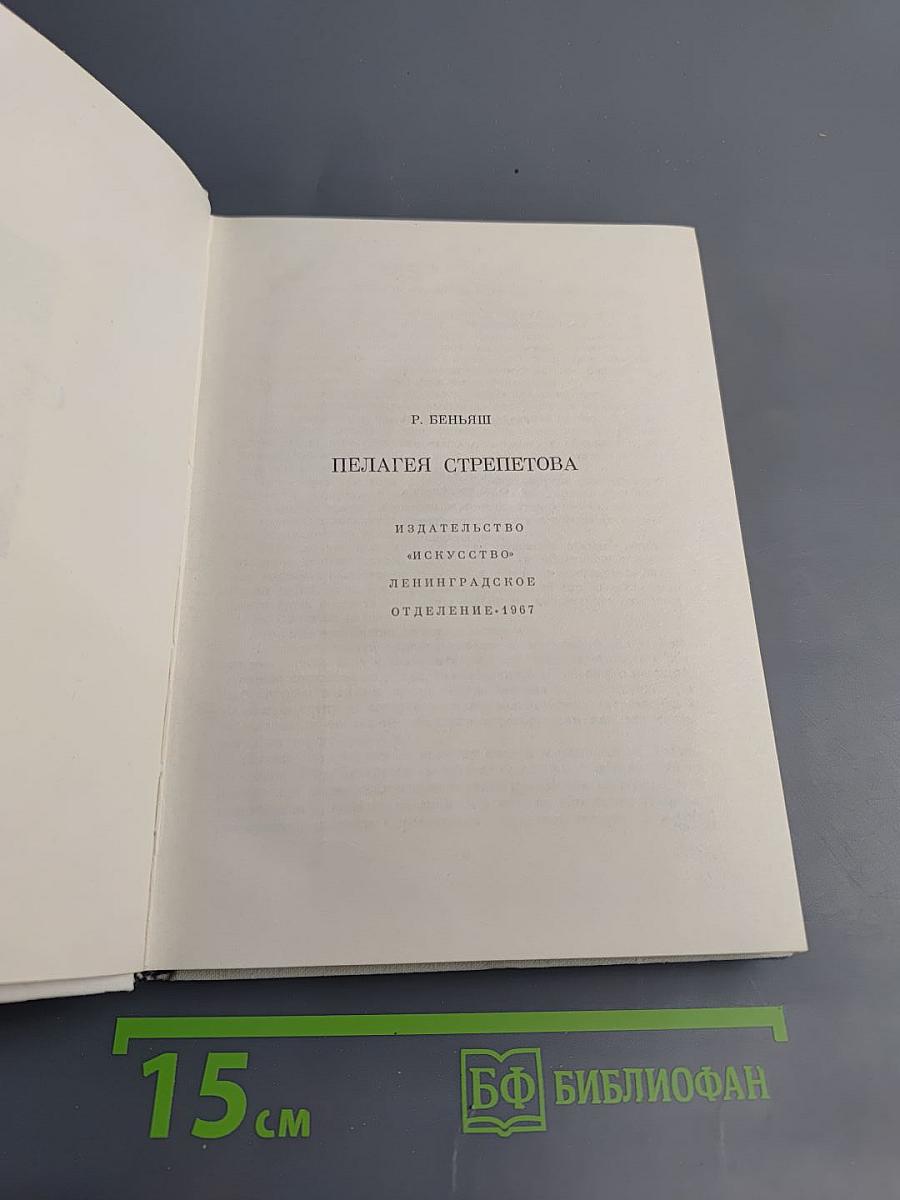 Р. БЕНЬЯШ
ПЕЛАГЕЯ СТРЕПЕТОВА
ИЗДАТЕЛЬСТВО
«ИСКУССТВО»
ЛЕНИНГРАДСКОЕ
ОТДЕЛЕНИЕ•1967
15 см
БФ БИБЛИОФАН